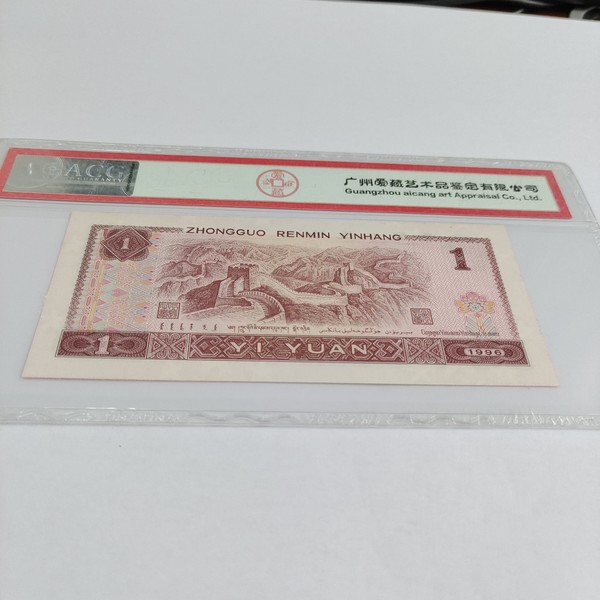 ACG
广州爱藏艺术品鉴定有限公司
Guangzhou aicang art Appraisal Co., Ltd.
ZHONGGUO RENMIN YINHANG
1
1
1
YI YUAN
1996